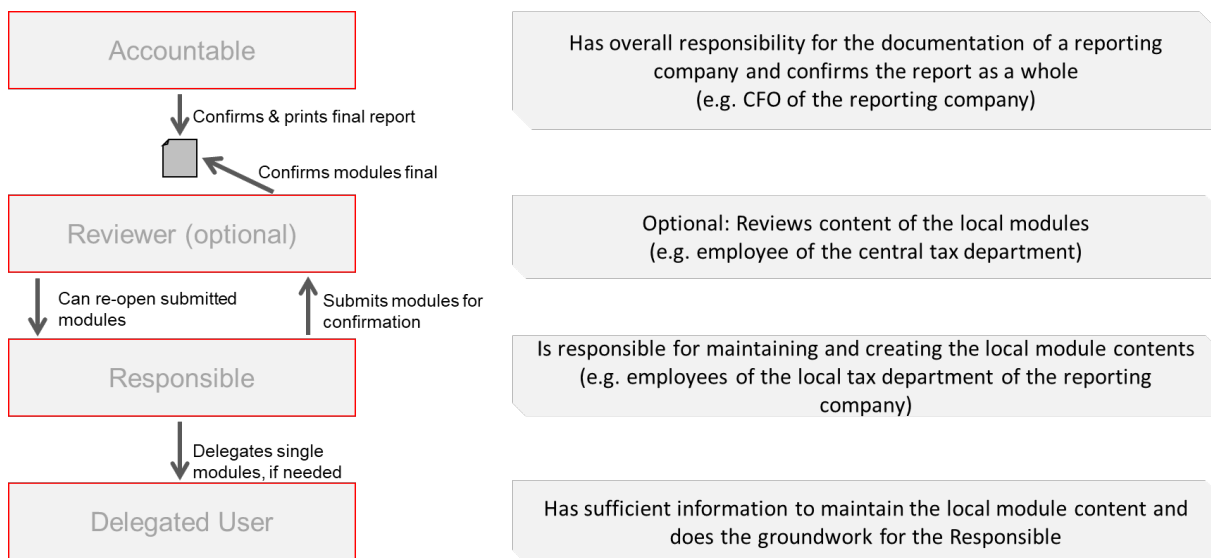 Accountable
Has overall responsibility for the documentation of a reporting
company and confirms the report as a whole
(e.g. CFO of the reporting company)
Confirms & prints final report
Confirms modules final
Reviewer (optional)
Optional: Reviews content of the local modules
(e.g. employee of the central tax department)
Can re-open submitted
modules
Submits modules for
confirmation
Responsible
Is responsible for maintaining and creating the local module contents
(e.g. employees of the local tax department of the reporting
company)
Delegates single
modules, if needed
Delegated User
Has sufficient information to maintain the local module content and
does the groundwork for the Responsible